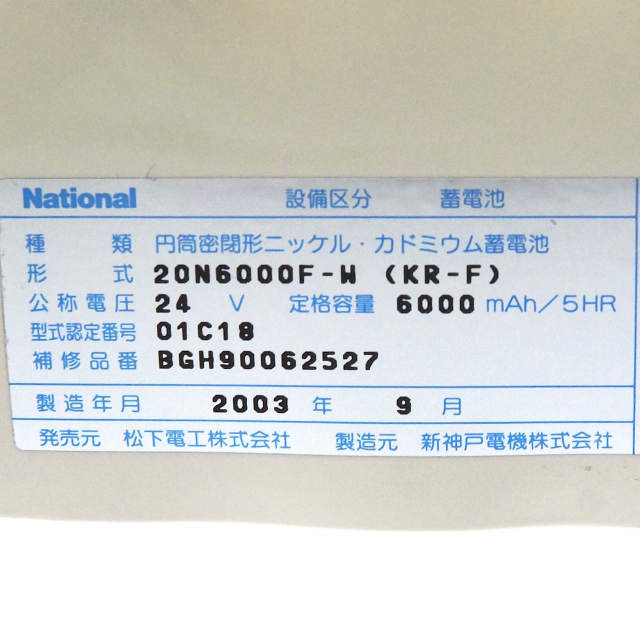 National 設備区分 蓄電池
種類 円筒密閉形ニッケル・カドミウム蓄電池
形式 20N6000F-W (KR-F)
公称電圧 24 V 定格容量 6000 mAh/5HR
型式認定番号 01C18
補修品番 BGH90062527
製造年月 2003 年 9 月
発売元 松下電工株式会社 製造元 新神戸電機株式会社